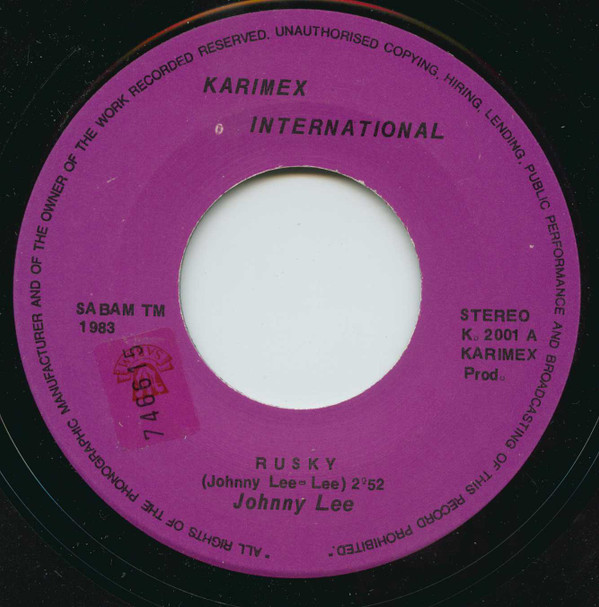 "ALL RIGHTS OF THE PHONOGRAPHIC MANUFACTURER AND OF THE OWNER OF THE WORK RECORDED RESERVED. UNAUTHORISED COPYING, HIRING, LENDING, PUBLIC PERFORMANCE AND BROADCASTING OF THIS RECORD PROHIBITED."
KARIMEX
INTERNATIONAL
SABAM TM
1983
746615
STEREO
K. 2001 A
KARIMEX
Prod.
RUSKY
(Johnny Lee = Lee) 2'52
Johnny Lee